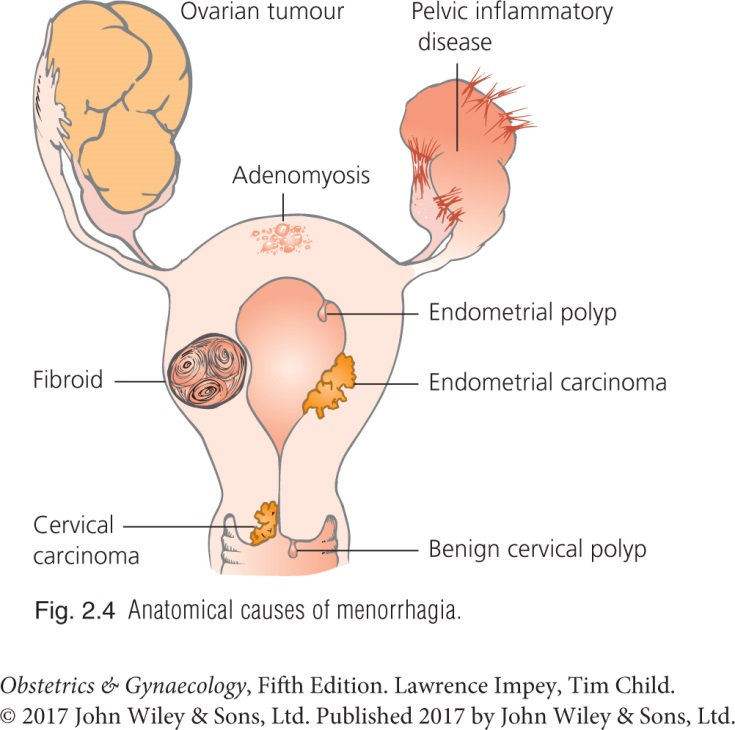 Ovarian tumour
Pelvic inflammatory
disease
Adenomyosis
Endometrial polyp
Fibroid
Endometrial carcinoma
Cervical
carcinoma
Benign cervical polyp
Fig. 2.4 Anatomical causes of menorrhagia.
Obstetrics & Gynaecology, Fifth Edition. Lawrence Impey, Tim Child.
© 2017 John Wiley & Sons, Ltd. Published 2017 by John Wiley & Sons, Ltd.